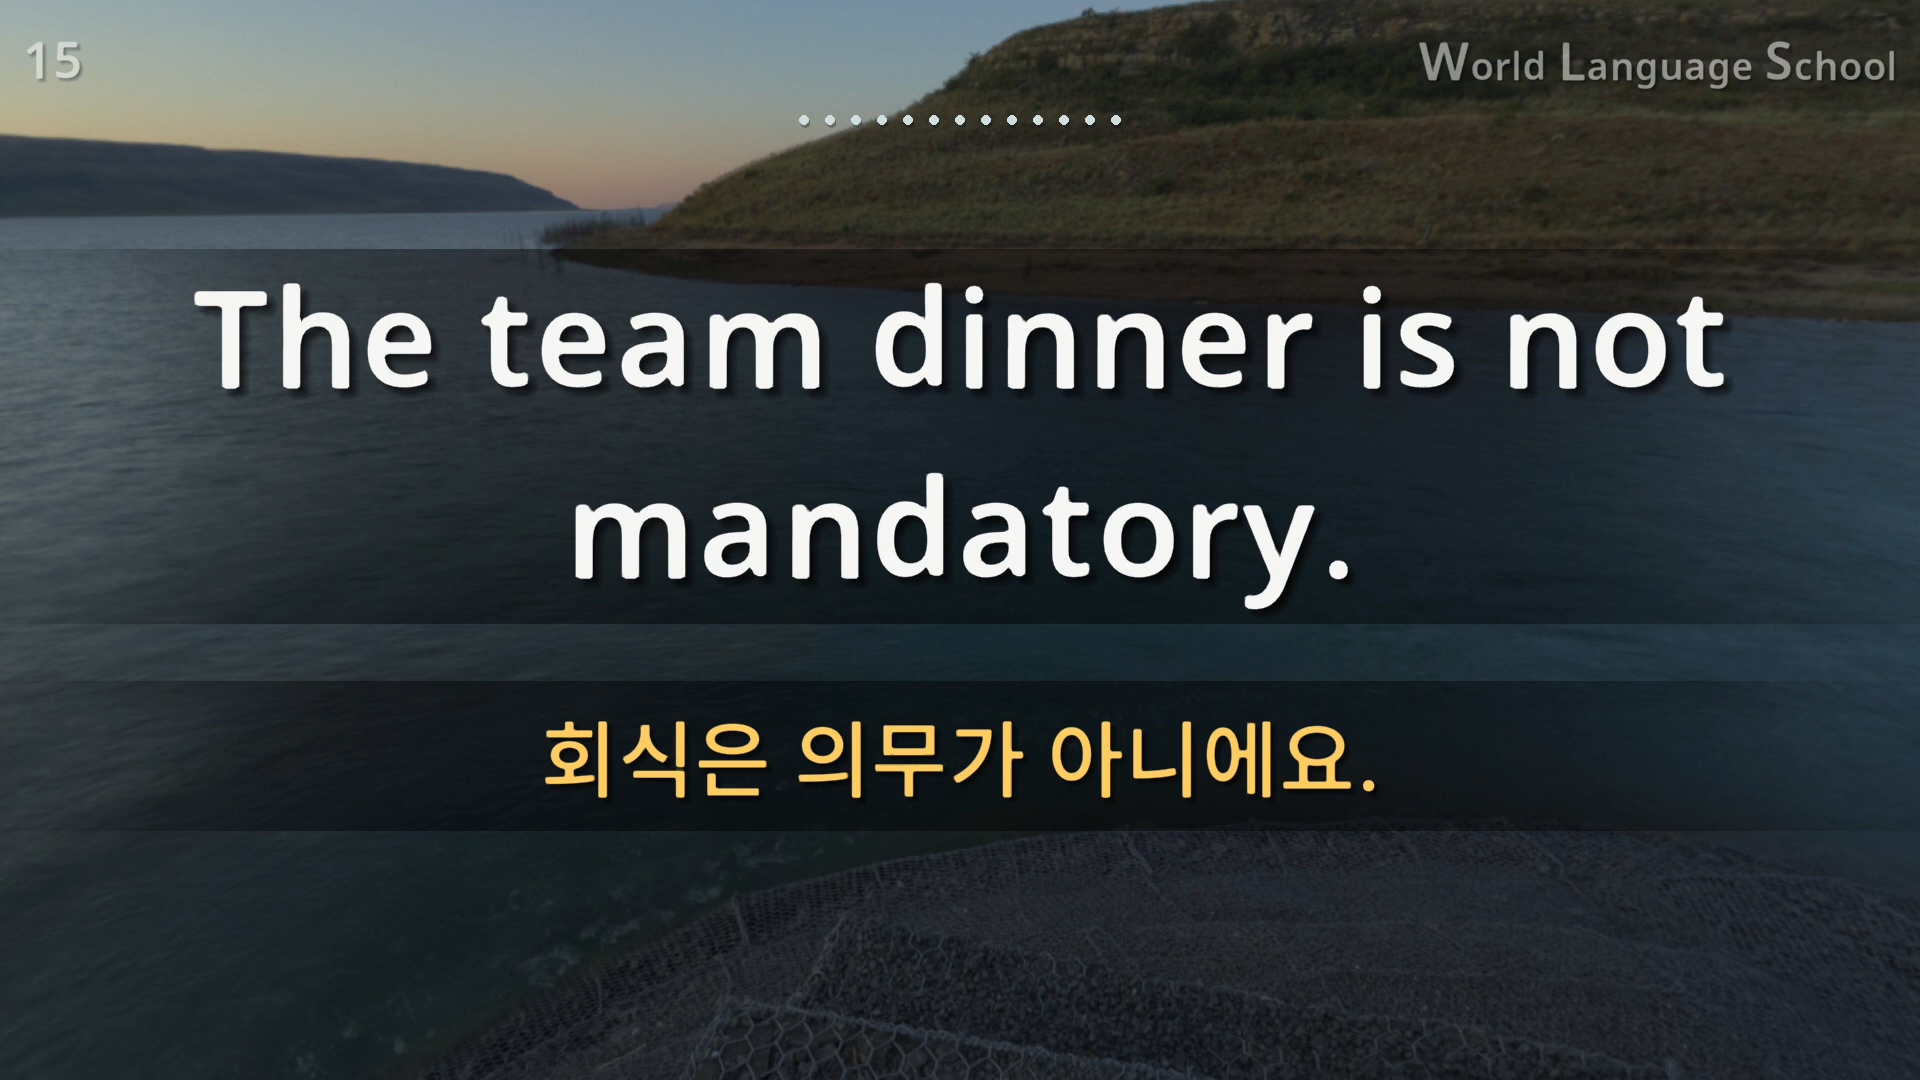 15
World Language School
The team dinner is not
mandatory.
회식은 의무가 아니에요.